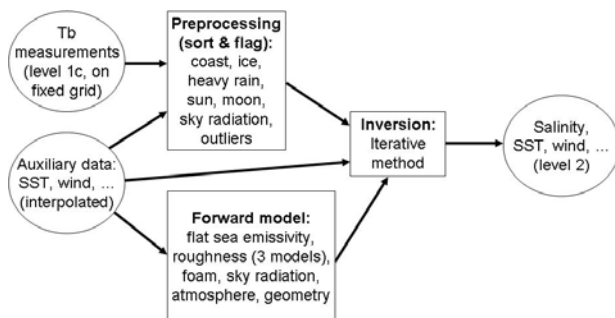 Tb
measurements
(level 1c, on
fixed grid)
Preprocessing
(sort & flag):
coast, ice,
heavy rain,
sun, moon,
sky radiation,
outliers
Auxiliary data:
SST, wind, ...
(interpolated)
Forward model:
flat sea emissivity,
roughness (3 models),
foam, sky radiation,
atmosphere, geometry
Inversion:
Iterative
method
Salinity,
SST, wind, ...
(level 2)